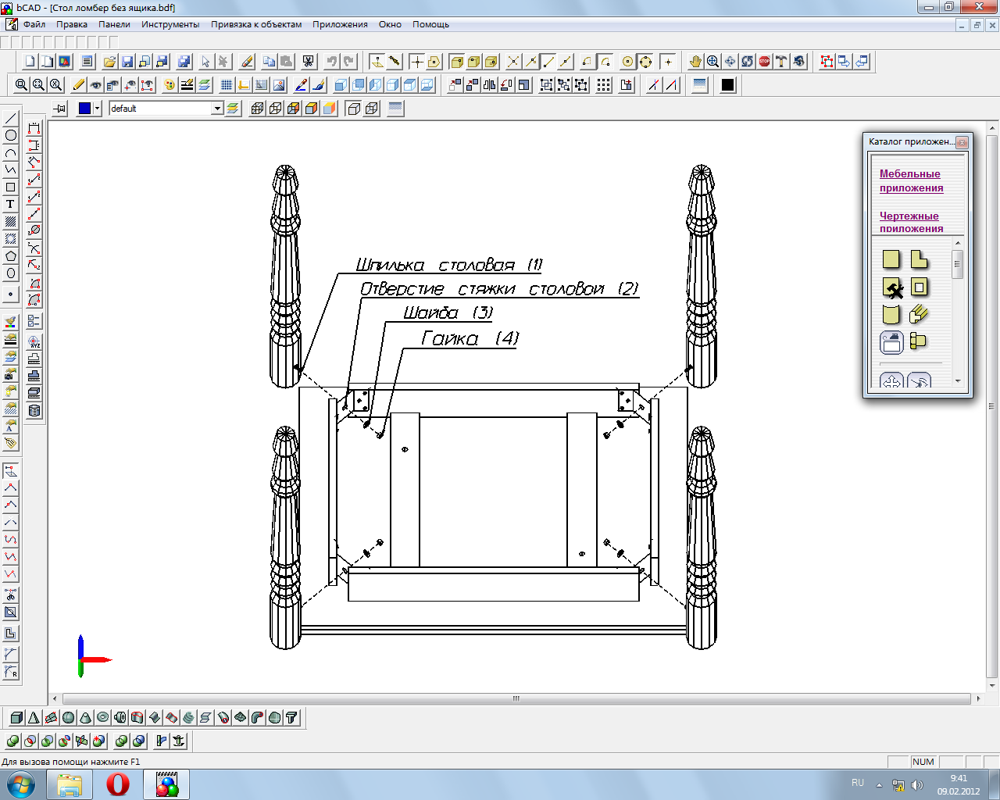 bCAD - [Стол ломбер без ящика.bdf]
Файл Правка Панели Инструменты Привязка к объектам Приложения Окно Помощь
default
Каталог приложен...
Мебельные
приложения
Чертежные
приложения
Шпилька столовая (1)
Отверстие стяжки столовой (2)
Шайба (3)
Гайка (4)
Для вызова помощи нажмите F1
NUM
RU
9:41
09.02.2012